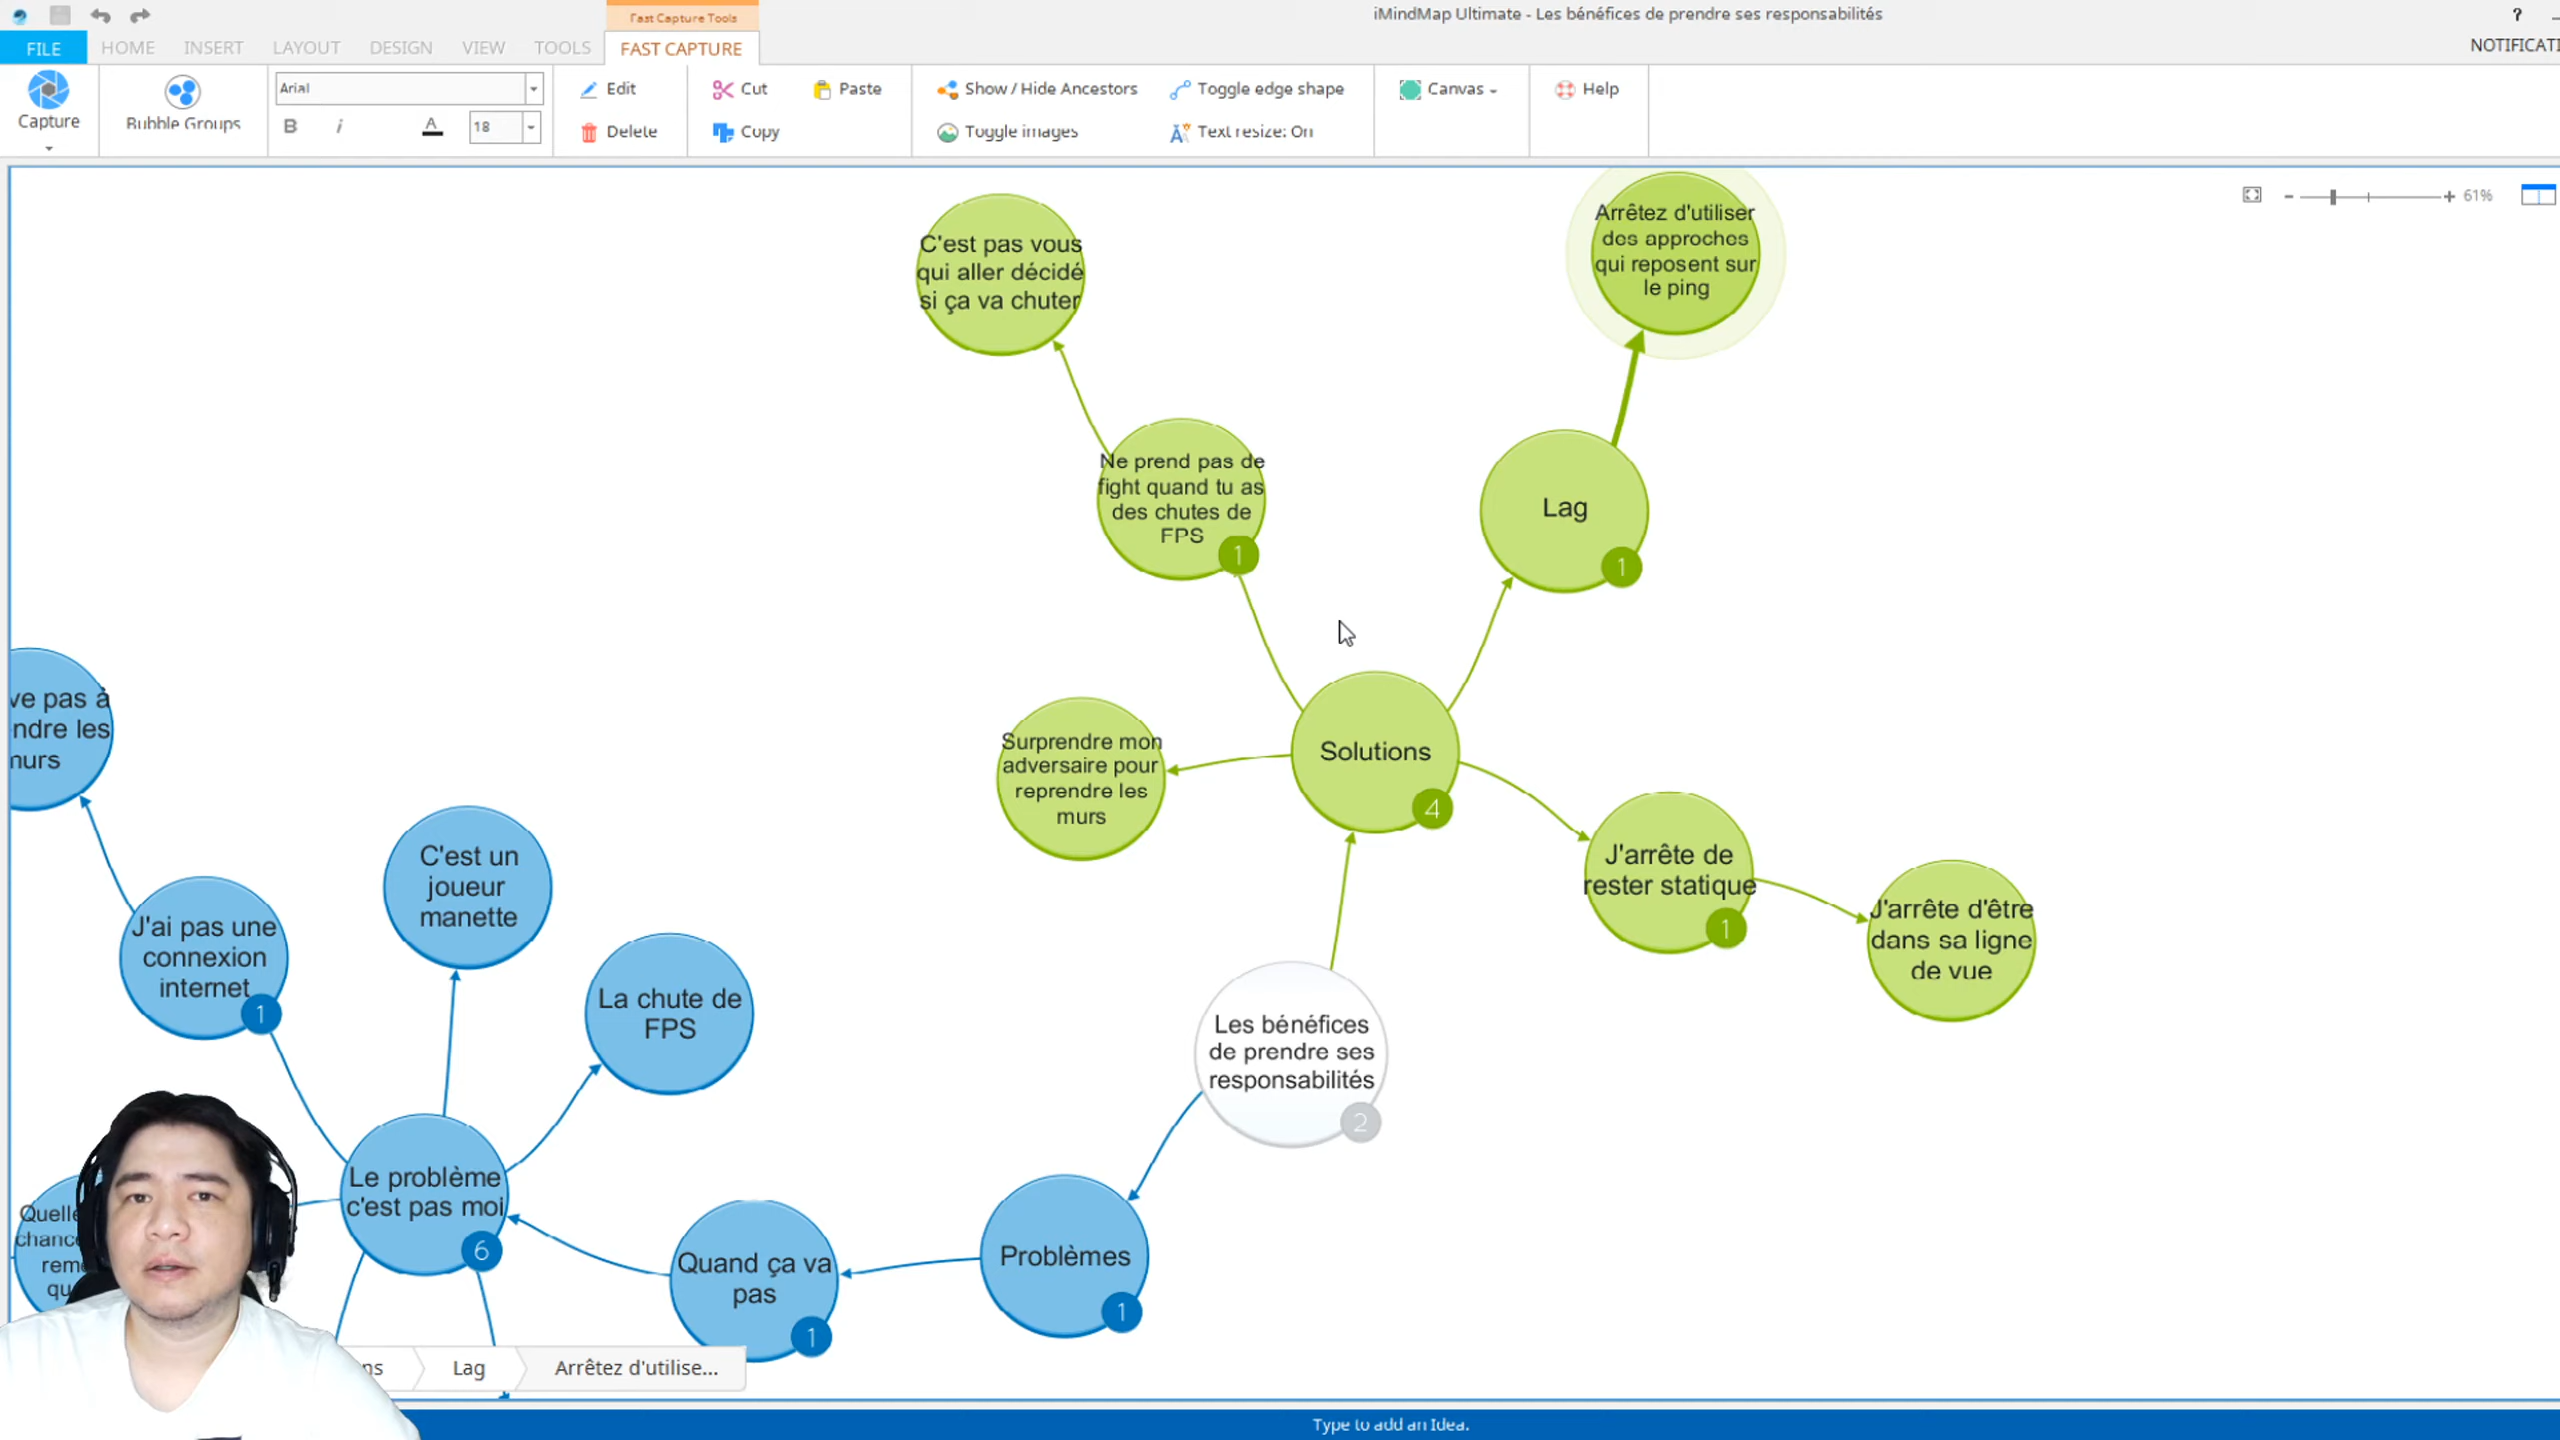 Fast Capture Tools
iMindMap Ultimate - Les bénéfices de prendre ses responsabilités
?
FILE
HOME
INSERT
LAYOUT
DESIGN
VIEW
TOOLS
FAST CAPTURE
NOTIFICATI
Capture
Bubble Groups
Arial
B
i
A
18
Edit
Delete
Cut
Copy
Paste
Show / Hide Ancestors
Toggle images
Toggle edge shape
Text resize: On
Canvas
Help
61%
C'est pas vous
qui aller décidé
si ça va chuter
Arrêtez d'utiliser
des approches
qui reposent sur
le ping
Ne prend pas de
fight quand tu as
des chutes de
FPS
1
Lag
1
Surprendre mon
adversaire pour
reprendre les
murs
Solutions
4
J'arrête de
rester statique
1
J'arrête d'être
dans sa ligne
de vue
Les bénéfices
de prendre ses
responsabilités
2
ve pas à
ndre les
murs
J'ai pas une
connexion
internet
1
C'est un
joueur
manette
La chute de
FPS
Le problème
c'est pas moi
6
Quand ça va
pas
1
Problèmes
1
Quelle
chanc
rem
qu
ns
Lag
Arrêtez d'utilise...
Type to add an Idea.